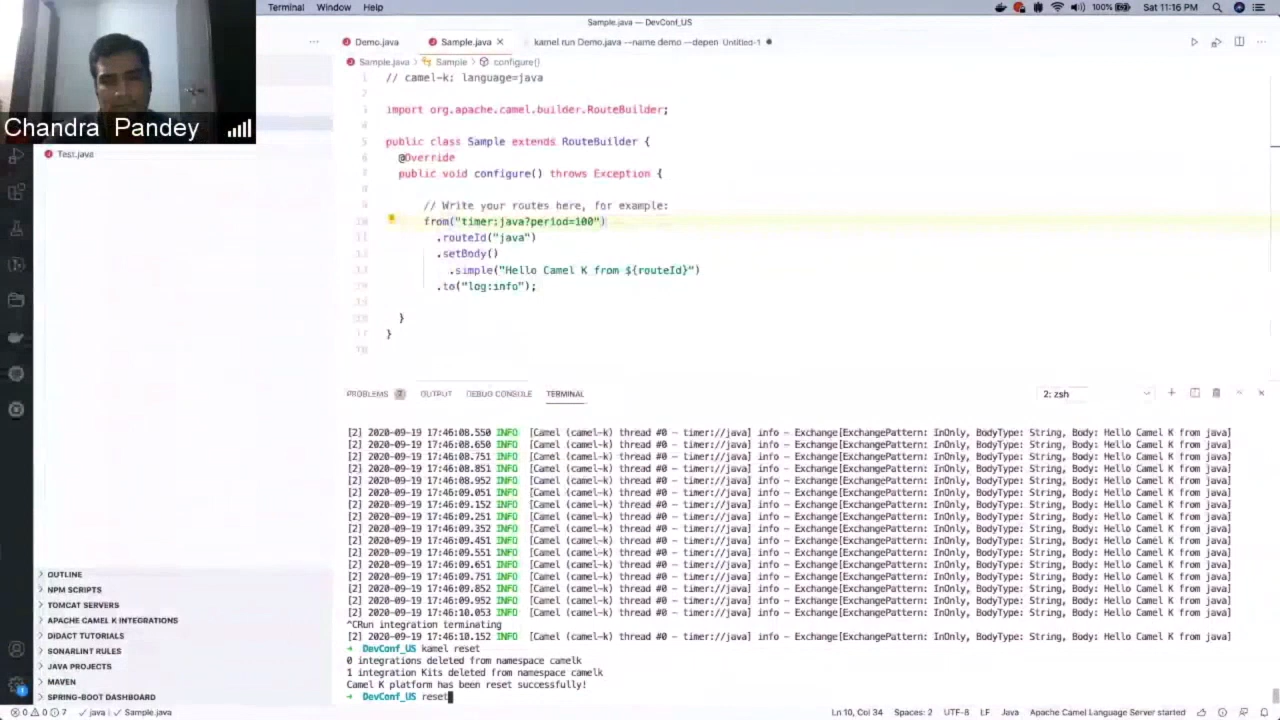 Terminal Window Help
100% Sat 11:16 PM
Sample.java — DevConf_US
Demo.java
Sample.java
kamel run Demo.java --name demo --depen Untitled-1
Sample.java > Sample > configure()
Chandra Pandey
Test.java
1 // camel-k: language=java
2
3 import org.apache.camel.builder.RouteBuilder;
4
5 public class Sample extends RouteBuilder {
6 @Override
7 public void configure() throws Exception {
8
9 // Write your routes here, for example:
10 from("timer:java?period=100")
11 .routeId("java")
12 .setBody()
13 .simple("Hello Camel K from ${routeId}")
14 .to("log:info");
15
16 }
17 }
18
PROBLEMS 7 OUTPUT DEBUG CONSOLE TERMINAL 2: zsh
[2] 2020-09-19 17:46:08.550 INFO [Camel (camel-k) thread #0 - timer://java] info - Exchange[ExchangePattern: InOnly, BodyType: String, Body: Hello Camel K from java]
[2] 2020-09-19 17:46:08.650 INFO [Camel (camel-k) thread #0 - timer://java] info - Exchange[ExchangePattern: InOnly, BodyType: String, Body: Hello Camel K from java]
[2] 2020-09-19 17:46:08.751 INFO [Camel (camel-k) thread #0 - timer://java] info - Exchange[ExchangePattern: InOnly, BodyType: String, Body: Hello Camel K from java]
[2] 2020-09-19 17:46:08.851 INFO [Camel (camel-k) thread #0 - timer://java] info - Exchange[ExchangePattern: InOnly, BodyType: String, Body: Hello Camel K from java]
[2] 2020-09-19 17:46:08.952 INFO [Camel (camel-k) thread #0 - timer://java] info - Exchange[ExchangePattern: InOnly, BodyType: String, Body: Hello Camel K from java]
[2] 2020-09-19 17:46:09.051 INFO [Camel (camel-k) thread #0 - timer://java] info - Exchange[ExchangePattern: InOnly, BodyType: String, Body: Hello Camel K from java]
[2] 2020-09-19 17:46:09.152 INFO [Camel (camel-k) thread #0 - timer://java] info - Exchange[ExchangePattern: InOnly, BodyType: String, Body: Hello Camel K from java]
[2] 2020-09-19 17:46:09.251 INFO [Camel (camel-k) thread #0 - timer://java] info - Exchange[ExchangePattern: InOnly, BodyType: String, Body: Hello Camel K from java]
[2] 2020-09-19 17:46:09.352 INFO [Camel (camel-k) thread #0 - timer://java] info - Exchange[ExchangePattern: InOnly, BodyType: String, Body: Hello Camel K from java]
[2] 2020-09-19 17:46:09.451 INFO [Camel (camel-k) thread #0 - timer://java] info - Exchange[ExchangePattern: InOnly, BodyType: String, Body: Hello Camel K from java]
[2] 2020-09-19 17:46:09.551 INFO [Camel (camel-k) thread #0 - timer://java] info - Exchange[ExchangePattern: InOnly, BodyType: String, Body: Hello Camel K from java]
[2] 2020-09-19 17:46:09.651 INFO [Camel (camel-k) thread #0 - timer://java] info - Exchange[ExchangePattern: InOnly, BodyType: String, Body: Hello Camel K from java]
[2] 2020-09-19 17:46:09.751 INFO [Camel (camel-k) thread #0 - timer://java] info - Exchange[ExchangePattern: InOnly, BodyType: String, Body: Hello Camel K from java]
[2] 2020-09-19 17:46:09.852 INFO [Camel (camel-k) thread #0 - timer://java] info - Exchange[ExchangePattern: InOnly, BodyType: String, Body: Hello Camel K from java]
[2] 2020-09-19 17:46:09.952 INFO [Camel (camel-k) thread #0 - timer://java] info - Exchange[ExchangePattern: InOnly, BodyType: String, Body: Hello Camel K from java]
[2] 2020-09-19 17:46:10.053 INFO [Camel (camel-k) thread #0 - timer://java] info - Exchange[ExchangePattern: InOnly, BodyType: String, Body: Hello Camel K from java]
^CRun integration terminating
[2] 2020-09-19 17:46:10.152 INFO [Camel (camel-k) thread #0 - timer://java] info - Exchange[ExchangePattern: InOnly, BodyType: String, Body: Hello Camel K from java]
→ DevConf_US kamel reset
0 integrations deleted from namespace camelk
1 integration Kits deleted from namespace camelk
Camel K platform has been reset successfully!
→ DevConf_US reset
OUTLINE
NPM SCRIPTS
TOMCAT SERVERS
APACHE CAMEL K INTEGRATIONS
DIDACT TUTORIALS
SONARLINT RULES
JAVA PROJECTS
MAVEN
SPRING-BOOT DASHBOARD
0 0 7 java Sample.java
Ln 10, Col 34 Spaces: 2 UTF-8 LF Java Apache Camel Language Server started